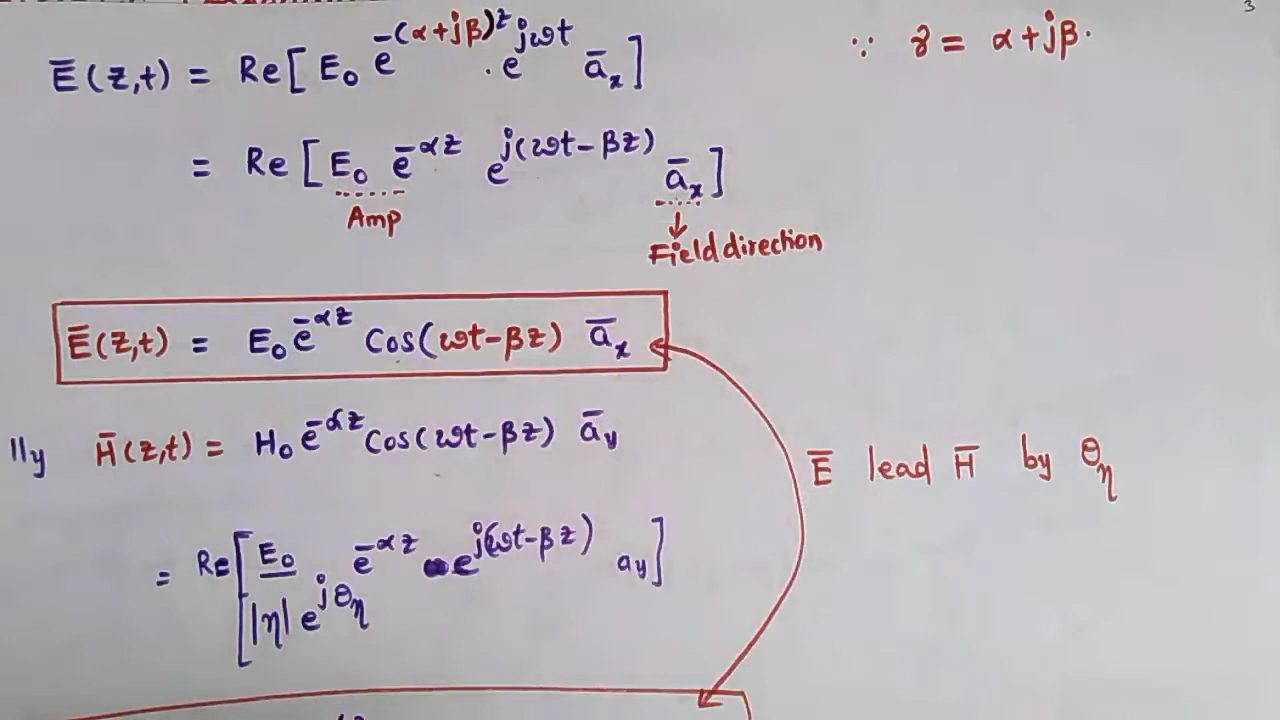 3
Ē(z,t) = Re[E₀ e^-(α+jβ)z . e^jωt ā_x]
∵ γ = α+jβ.
= Re[E₀ e^-αz e^j(ωt-βz) ā_x]
Amp
Field direction
Ē(z,t) = E₀ e^-αz Cos(ωt-βz) ā_x
lly H̄(z,t) = H₀ e^-αz Cos(ωt-βz) ā_y
Ē lead H̄ by θ_η
= Re[E₀/|η|e^jθ_η e^-αz e^j(ωt-βz) a_y]